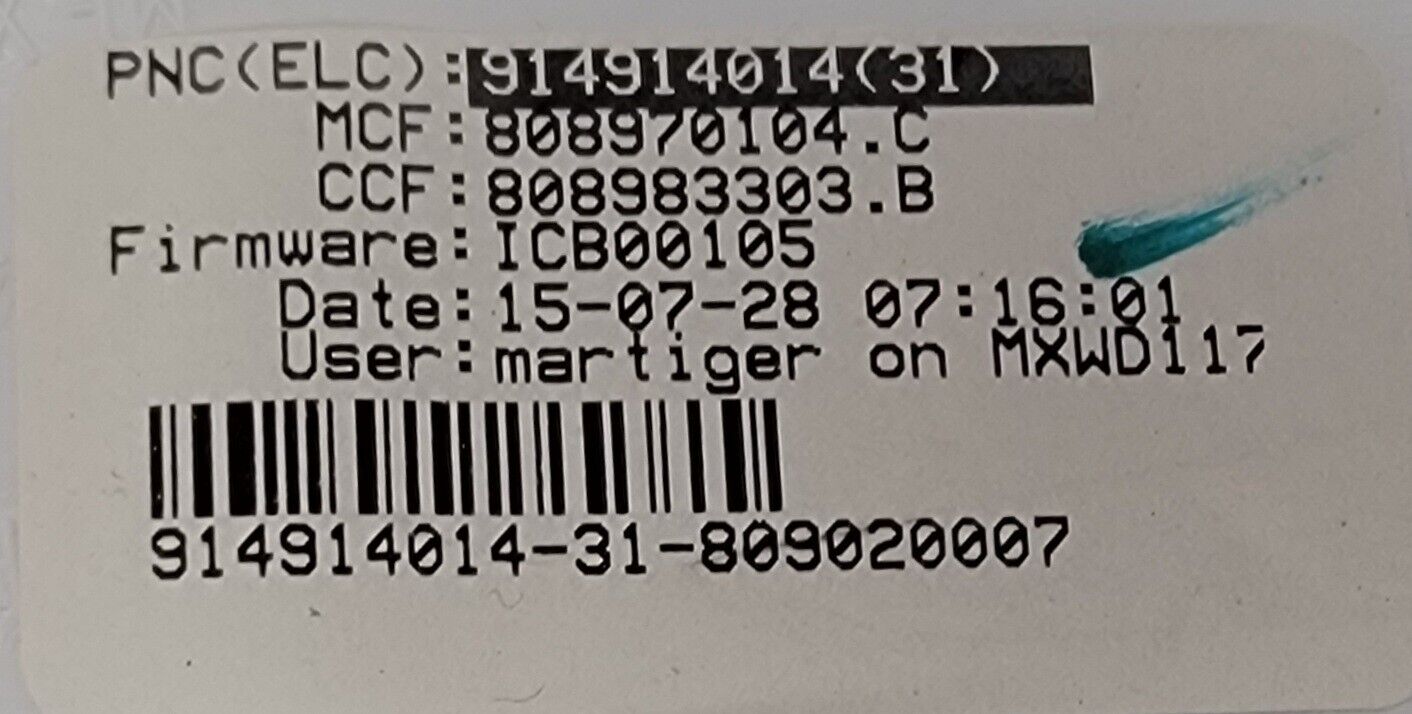 PNC(ELC):914914014(31)
MCF:808970104.C
CCF:808983303.B
Firmware:ICB00105
Date:15-07-28 07:16:01
User:martiger on MXWD117
914914014-31-809020007